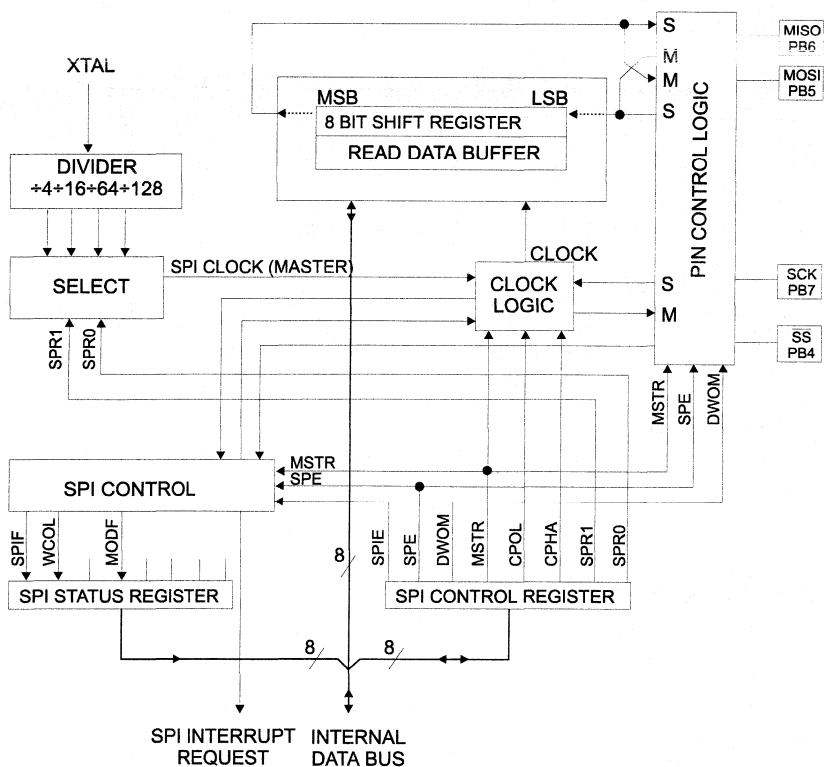 XTAL
DIVIDER
÷4÷16÷64÷128
SELECT
SPR1
SPR0
SPI CLOCK (MASTER)
MSB
LSB
8 BIT SHIFT REGISTER
READ DATA BUFFER
CLOCK
CLOCK
LOGIC
S
M
M
S
S
M
PIN CONTROL LOGIC
MISO
PB6
MOSI
PB5
SCK
PB7
SS
PB4
MSTR
SPE
DWOM
SPI CONTROL
MSTR
SPE
SPIF
WCOL
MODF
SPI STATUS REGISTER
8
SPIE
SPE
DWOM
MSTR
CPOL
CPHA
SPR1
SPR0
SPI CONTROL REGISTER
8
8
SPI INTERRUPT
REQUEST
INTERNAL
DATA BUS